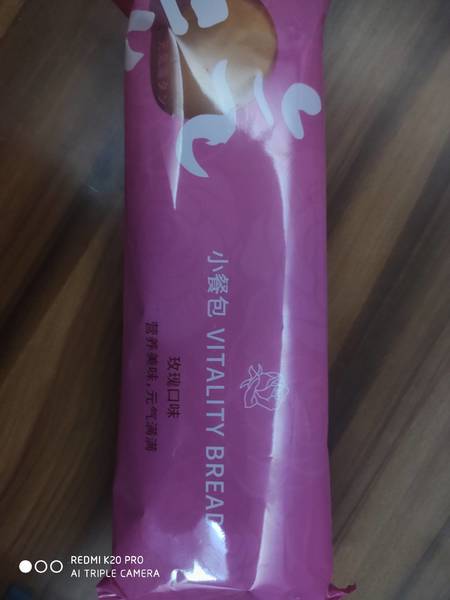 小餐包 VITALITY BREAD
玫瑰口味
营养美味,元气满满
REDMI K20 PRO
AI TRIPLE CAMERA